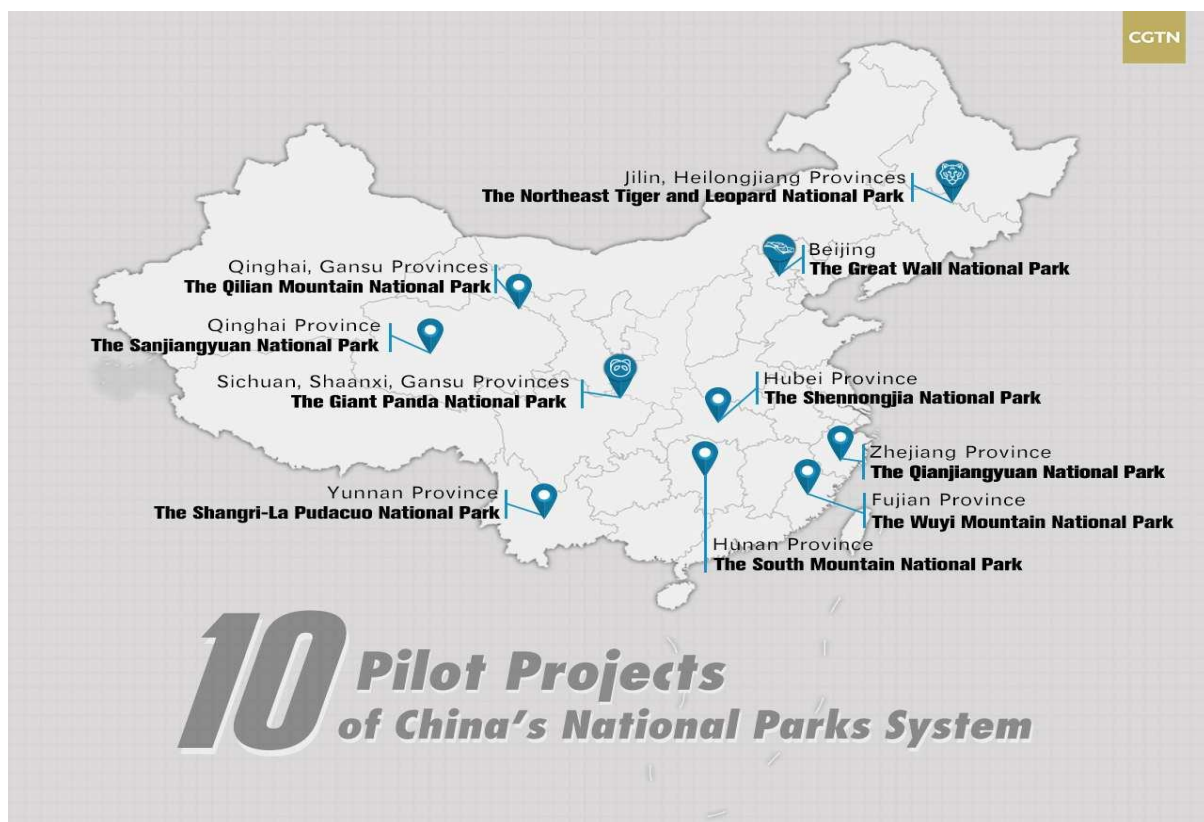 CGTN
Jilin, Heilongjiang Provinces
The Northeast Tiger and Leopard National Park
Beijing
The Great Wall National Park
Qinghai, Gansu Provinces
The Qilian Mountain National Park
Qinghai Province
The Sanjiangyuan National Park
Sichuan, Shaanxi, Gansu Provinces
The Giant Panda National Park
Hubei Province
The Shennongjia National Park
Zhejiang Province
The Qianjiangyuan National Park
Yunnan Province
The Shangri-La Pudacuo National Park
Fujian Province
The Wuyi Mountain National Park
Hunan Province
The South Mountain National Park
10 Pilot Projects
of China's National Parks System